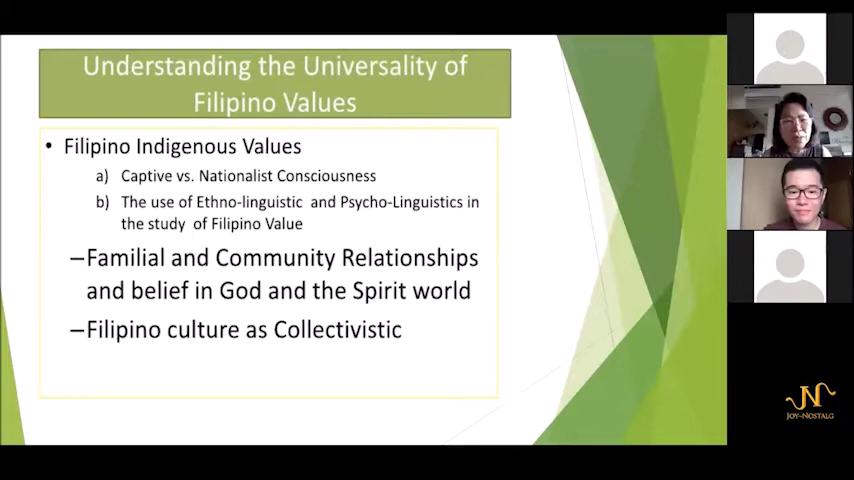 Understanding the Universality of
Filipino Values
• Filipino Indigenous Values
a) Captive vs. Nationalist Consciousness
b) The use of Ethno-linguistic and Psycho-Linguistics in
the study of Filipino Value
–Familial and Community Relationships
and belief in God and the Spirit world
–Filipino culture as Collectivistic
JN
JOY-NOSTALG